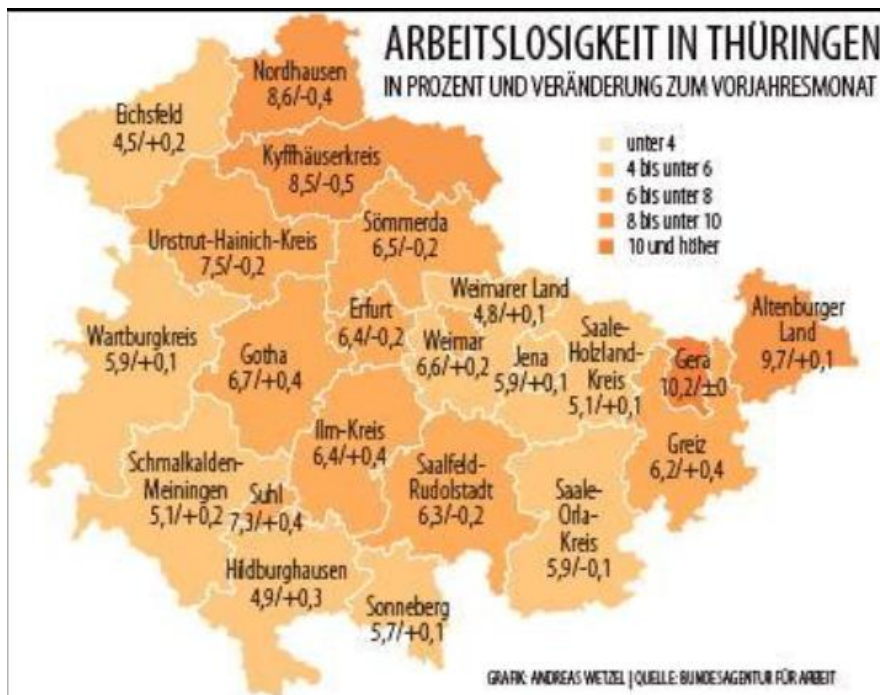 ARBEITSLOSIGKEIT IN THÜRINGEN
IN PROZENT UND VERÄNDERUNG ZUM VORJAHRESMONAT
unter 4
4 bis unter 6
6 bis unter 8
8 bis unter 10
10 und höher
Nordhausen
8,6/-0,4
Eichsfeld
4,5/+0,2
Kyffhäuserkreis
8,5/-0,5
Sömmerda
6,5/-0,2
Unstrut-Hainich-Kreis
7,5/-0,2
Weimarer Land
4,8/+0,1
Altenburger
Land
9,7/+0,1
Wartburgkreis
5,9/+0,1
Gotha
6,7/+0,4
Erfurt
6,4/-0,2
Weimar
6,6/+0,2
Jena
5,9/+0,1
Saale-
Holzland-
Kreis
5,1/+0,1
Gera
10,2/±0
Greiz
6,2/+0,4
Ilm-Kreis
6,4/+0,4
Saalfeld-
Rudolstadt
6,3/-0,2
Schmalkalden-
Meiningen
5,1/+0,2
Suhl
7,3/+0,4
Saale-
Orla-
Kreis
5,9/-0,1
Hildburghausen
4,9/+0,3
Sonneberg
5,7/+0,1
GRAFIK: ANDREAS WETZEL | QUELLE: BUNDESAGENTUR FÜR ARBEIT